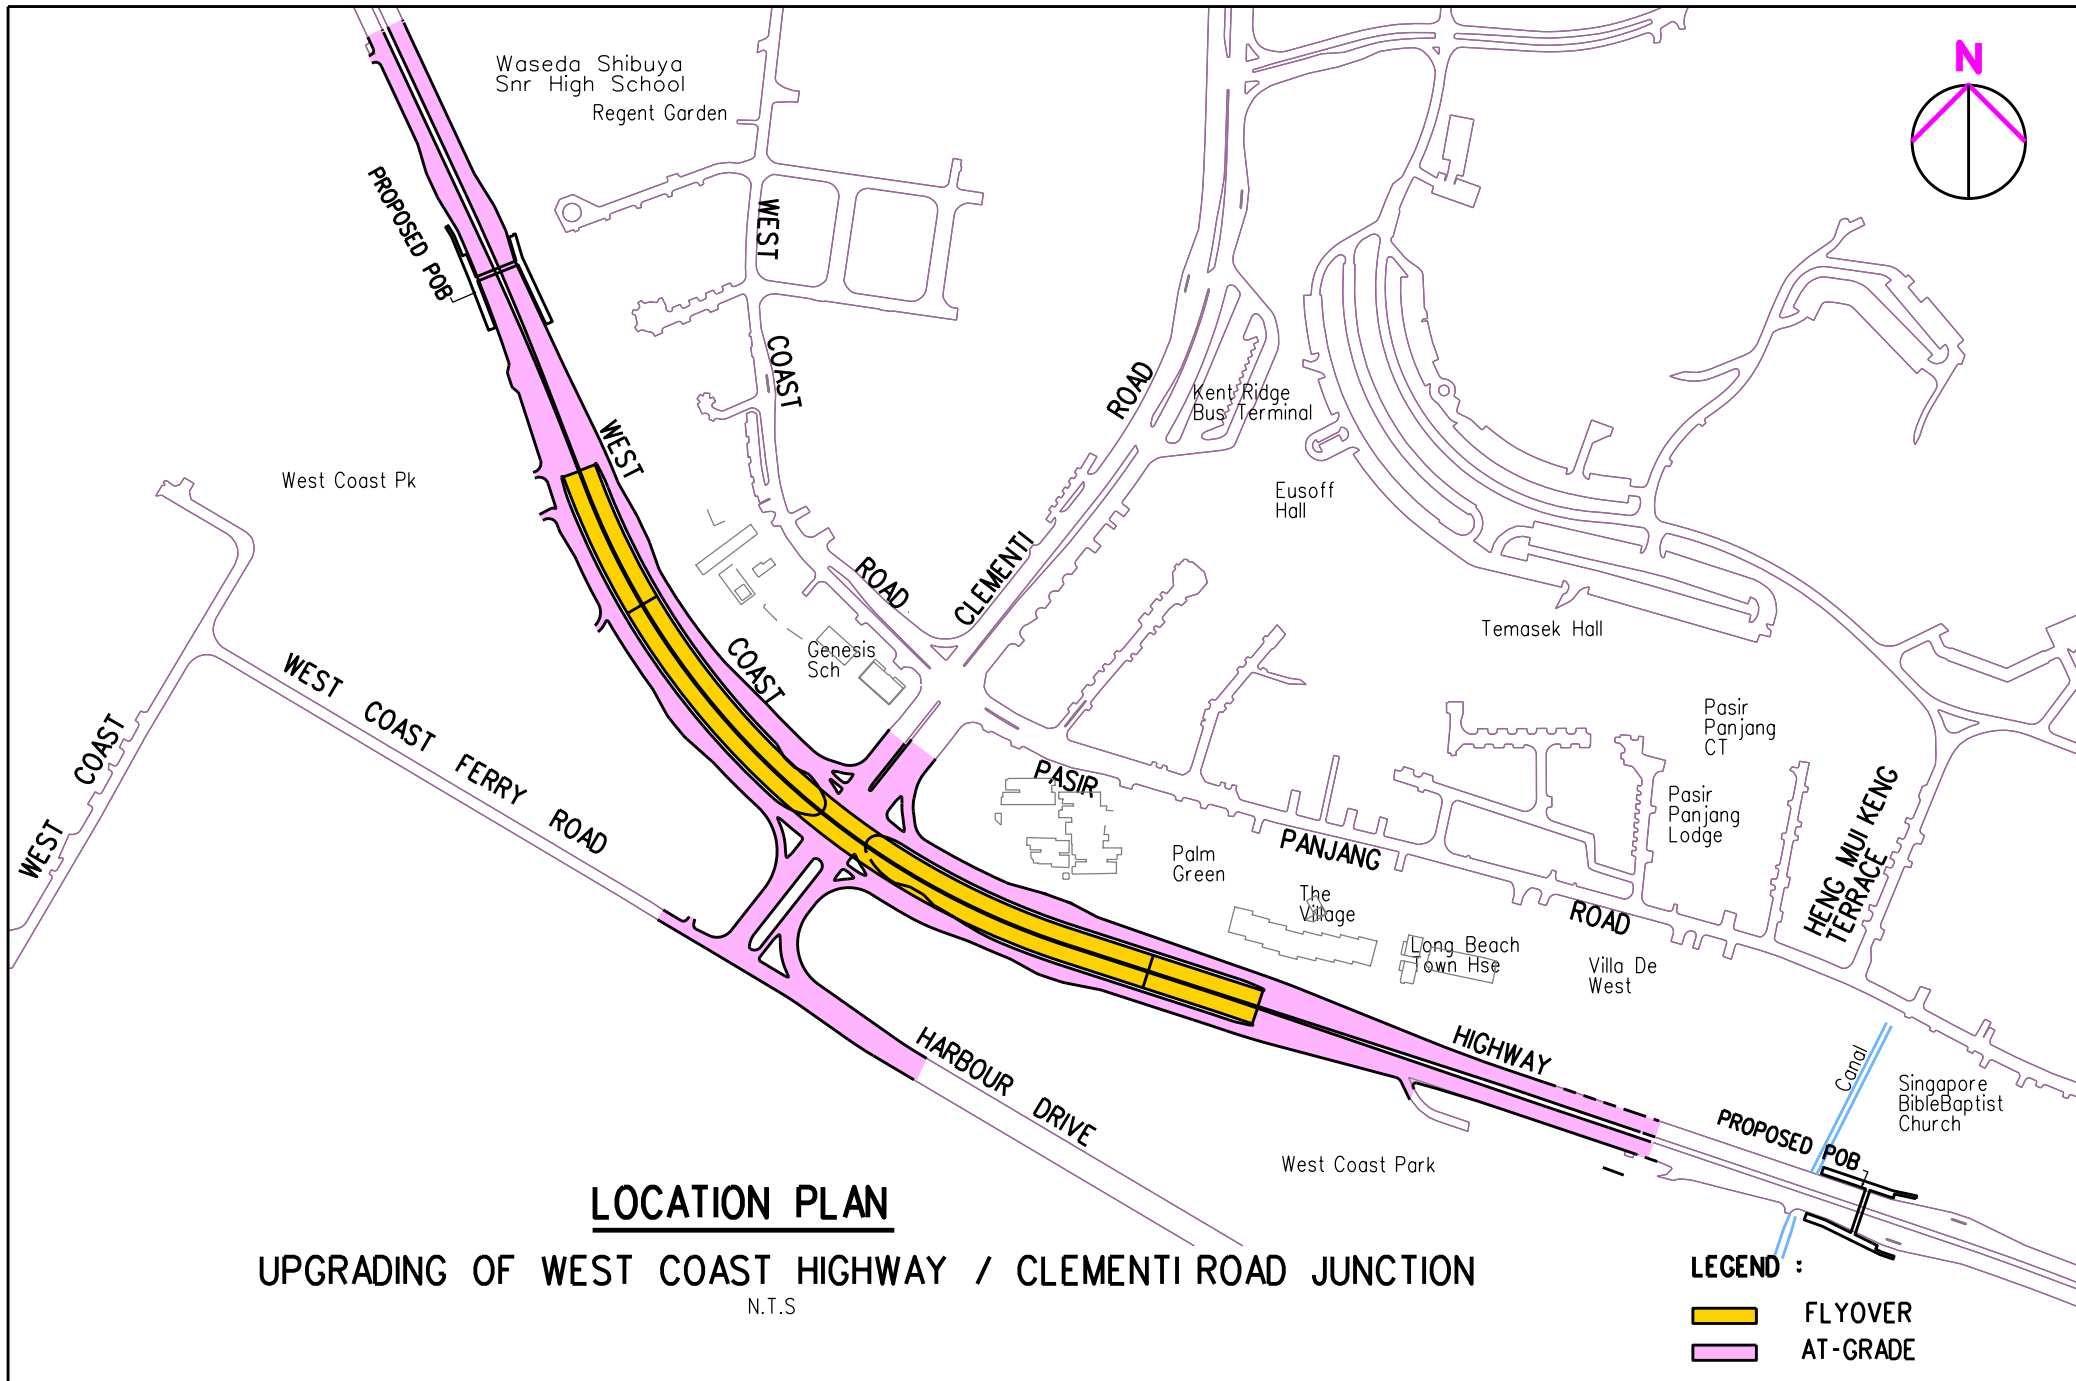 N
Waseda Shibuya
Snr High School
Regent Garden
PROPOSED POB
WEST
COAST
ROAD
WEST
COAST
HIGHWAY
CLEMENTI
ROAD
Kent Ridge
Bus Terminal
Eusoff
Hall
West Coast Pk
Genesis
Sch
Temasek Hall
Pasir
Panjang
CT
Pasir
Panjang
Lodge
HENG MUI KENG
TERRACE
WEST COAST
WEST COAST FERRY ROAD
PASIR
PANJANG
ROAD
Palm
Green
The
Village
Long Beach
Town Hse
Villa De
West
HARBOUR DRIVE
Canal
Singapore
BibleBaptist
Church
PROPOSED POB
West Coast Park
LOCATION PLAN
UPGRADING OF WEST COAST HIGHWAY / CLEMENTI ROAD JUNCTION
N.T.S
LEGEND :
FLYOVER
AT-GRADE